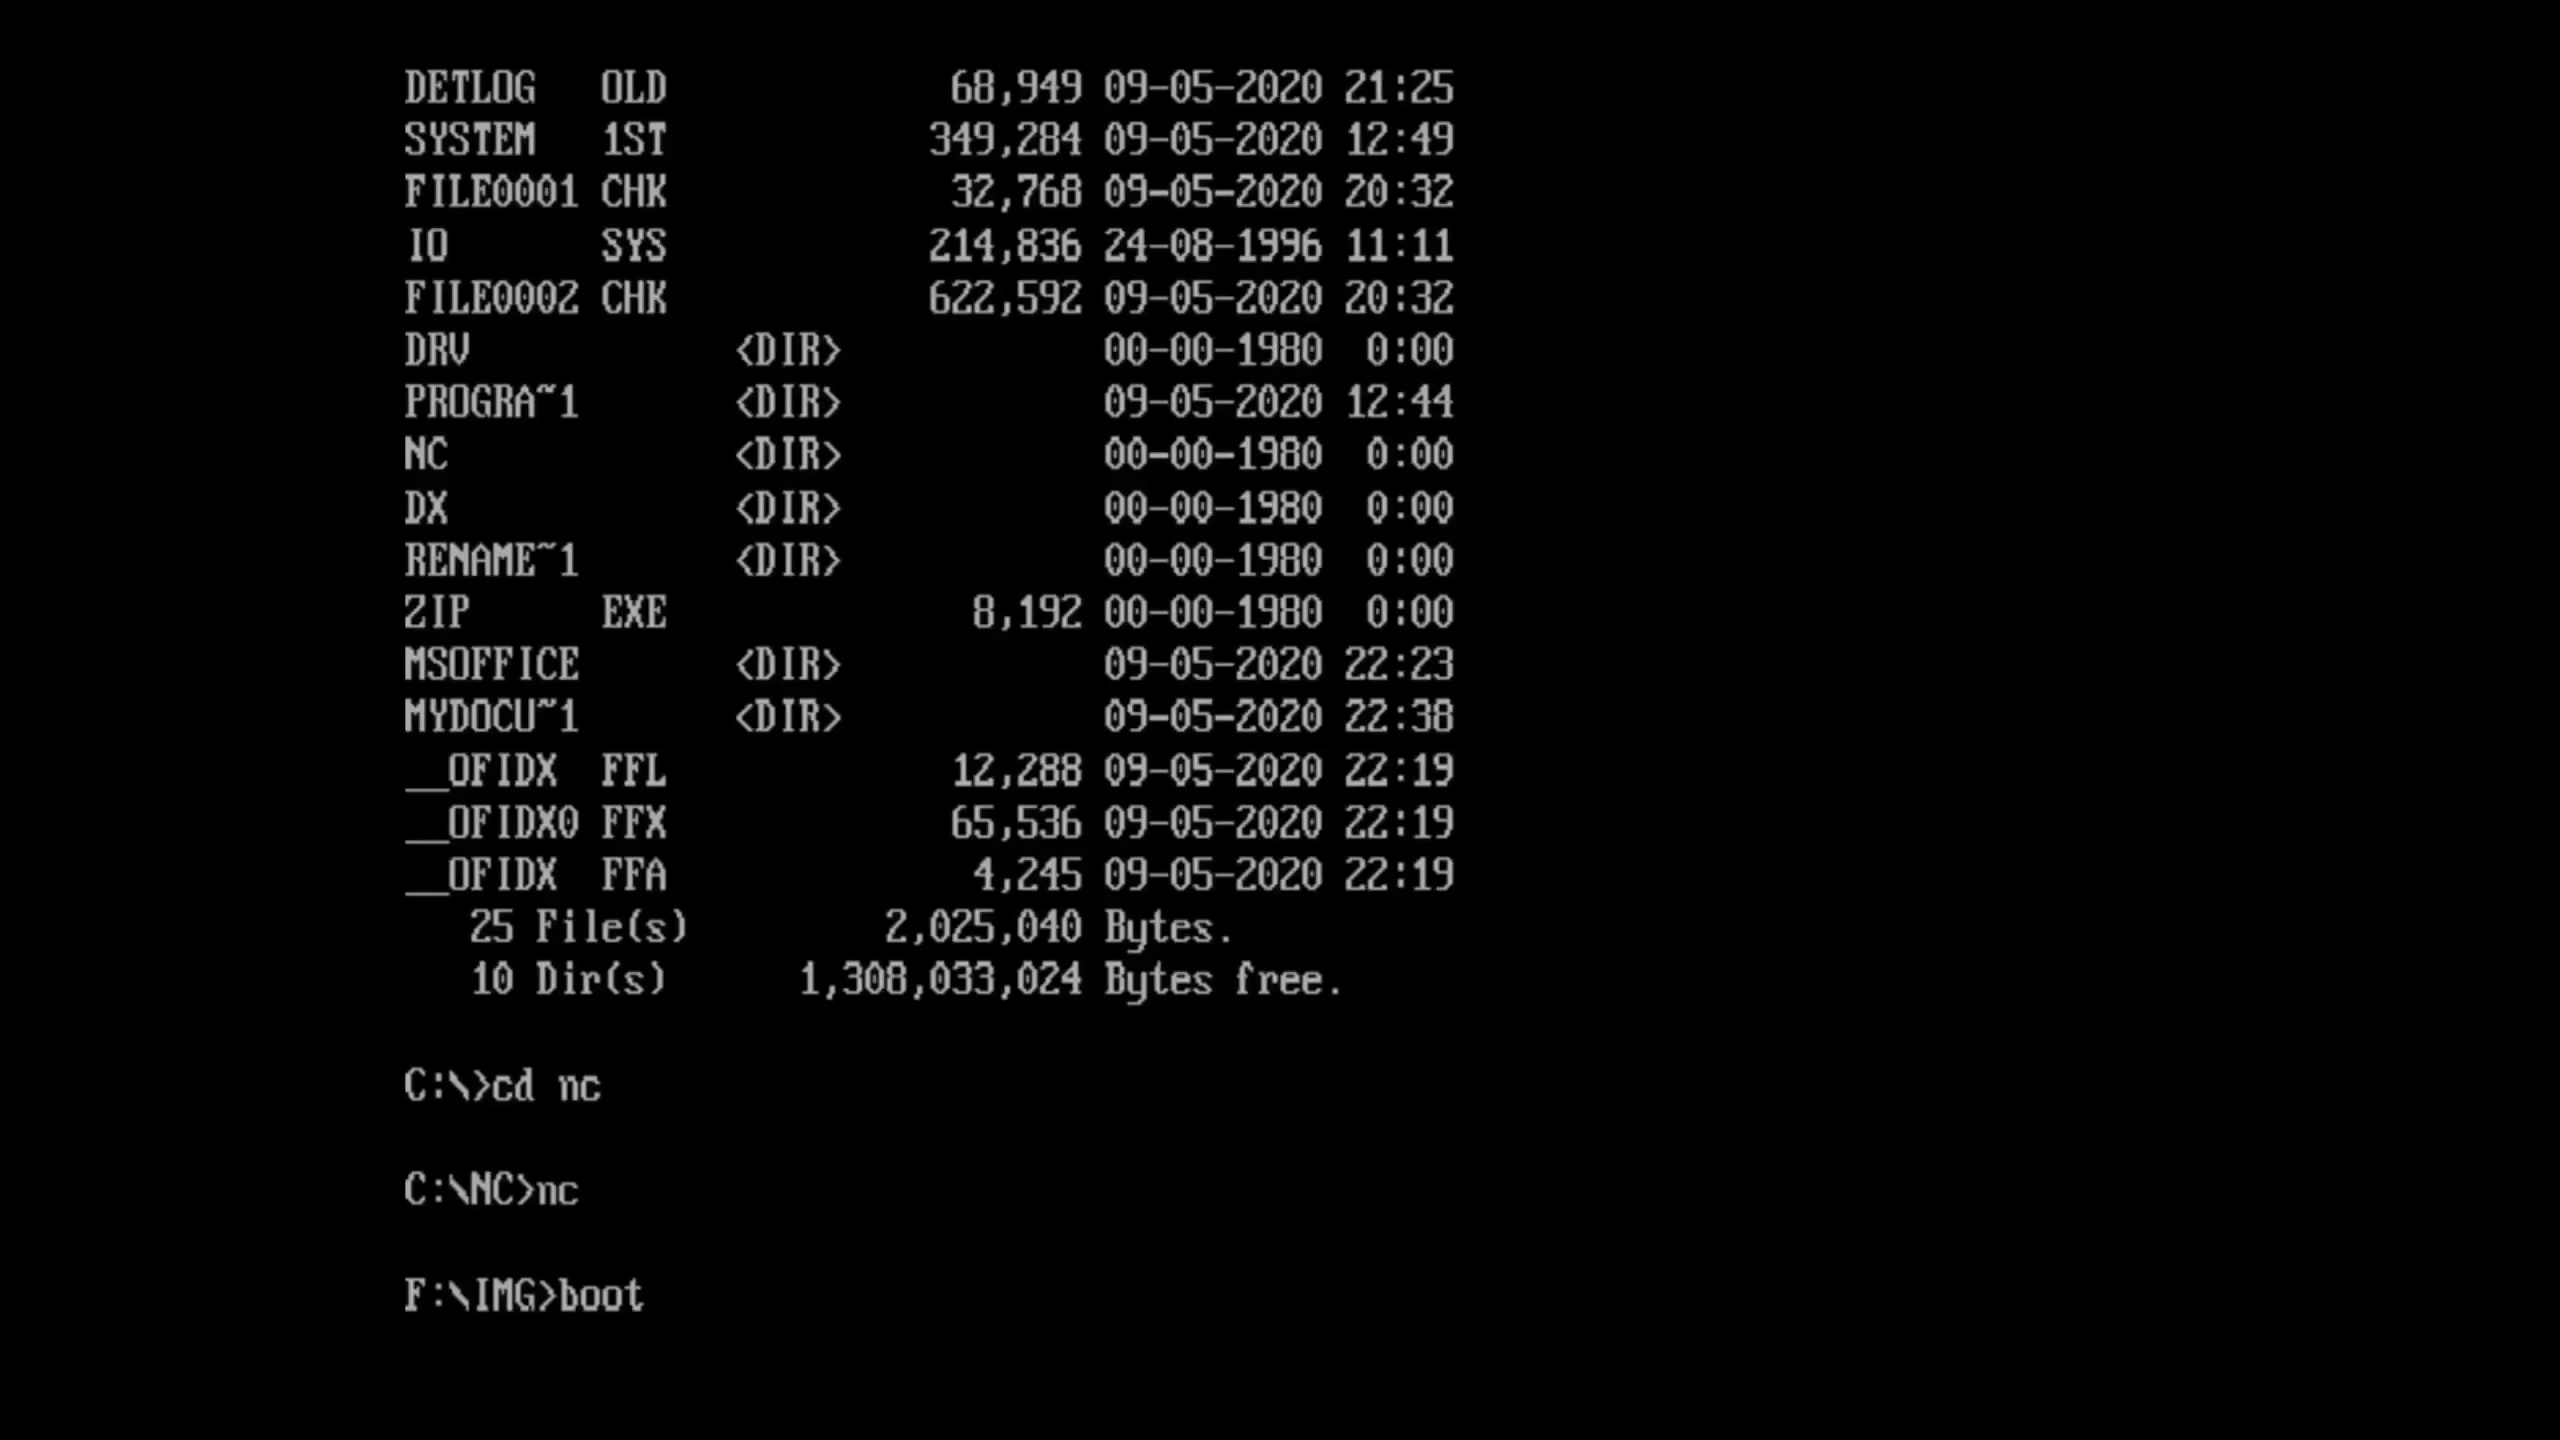 DETLOG   OLD             68,949 09-05-2020 21:25
SYSTEM   1ST            349,284 09-05-2020 12:49
FILE0001 CHK             32,768 09-05-2020 20:32
IO       SYS            214,836 24-08-1996 11:11
FILE0002 CHK            622,592 09-05-2020 20:32
DRV            <DIR>            00-00-1980  0:00
PROGRA~1       <DIR>            09-05-2020 12:44
NC             <DIR>            00-00-1980  0:00
DX             <DIR>            00-00-1980  0:00
RENAME~1       <DIR>            00-00-1980  0:00
ZIP      EXE              8,192 00-00-1980  0:00
MSOFFICE       <DIR>            09-05-2020 22:23
MYDOCU~1       <DIR>            09-05-2020 22:38
__OFIDX  FFL             12,288 09-05-2020 22:19
__OFIDX0 FFX             65,536 09-05-2020 22:19
__OFIDX  FFA              4,245 09-05-2020 22:19
   25 File(s)         2,025,040 Bytes.
   10 Dir(s)      1,308,033,024 Bytes free.
C:\>cd nc
C:\NC>nc
F:\IMG>boot